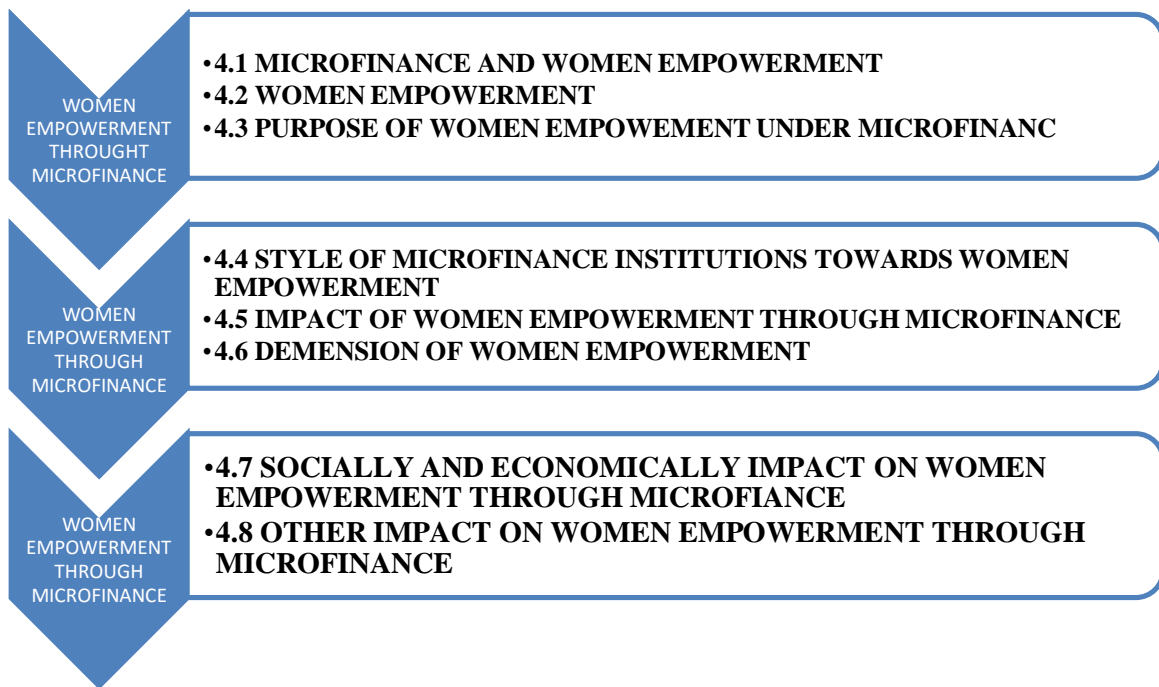 WOMEN
EMPOWERMENT
THROUGHT
MICROFINANCE
•4.1 MICROFINANCE AND WOMEN EMPOWERMENT
•4.2 WOMEN EMPOWERMENT
•4.3 PURPOSE OF WOMEN EMPOWEMENT UNDER MICROFINANC
WOMEN
EMPOWERMENT
THROUGH
MICROFINANCE
•4.4 STYLE OF MICROFINANCE INSTITUTIONS TOWARDS WOMEN
EMPOWERMENT
•4.5 IMPACT OF WOMEN EMPOWERMENT THROUGH MICROFINANCE
•4.6 DEMENSION OF WOMEN EMPOWERMENT
WOMEN
EMPOWERMENT
THROUGH
MICROFINANCE
•4.7 SOCIALLY AND ECONOMICALLY IMPACT ON WOMEN
EMPOWERMENT THROUGH MICROFIANCE
•4.8 OTHER IMPACT ON WOMEN EMPOWERMENT THROUGH
MICROFINANCE